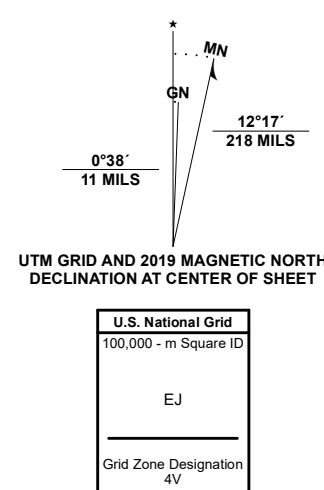 ★
MN
GN
12°17´
218 MILS
0°38´
11 MILS
UTM GRID AND 2019 MAGNETIC NORTH
DECLINATION AT CENTER OF SHEET
U.S. National Grid
100,000 - m Square ID
EJ
Grid Zone Designation
4V